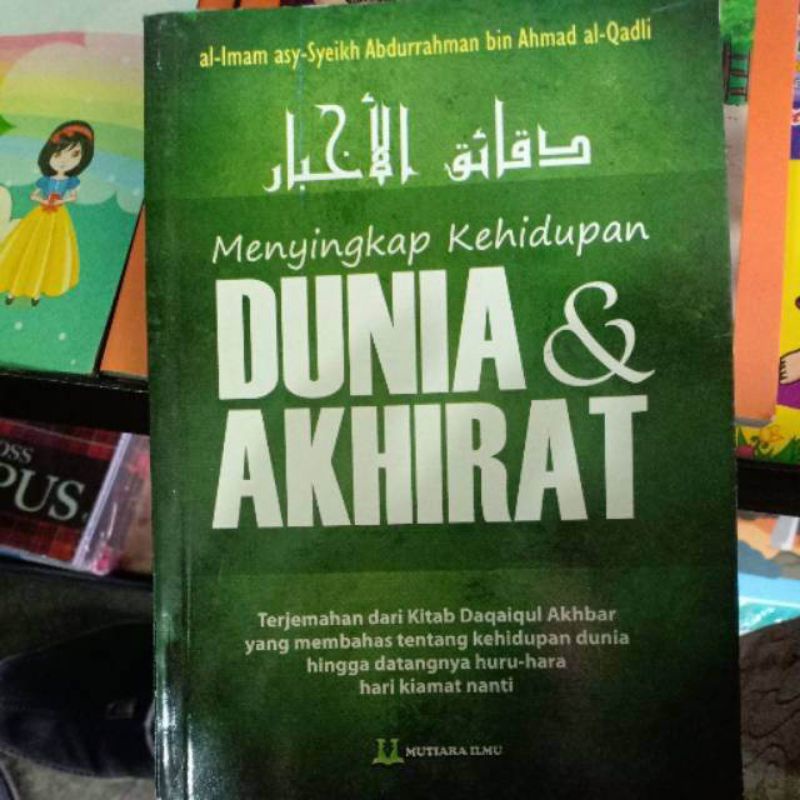 al-Imam asy-Syeikh Abdurrahman bin Ahmad al-Qadli
دقائق الأخبار
Menyingkap Kehidupan
DUNIA &
AKHIRAT
Terjemahan dari Kitab Daqaiqul Akhbar
yang membahas tentang kehidupan dunia
hingga datangnya huru-hara
hari kiamat nanti
MUTIARA ILMU
OSS
PUS